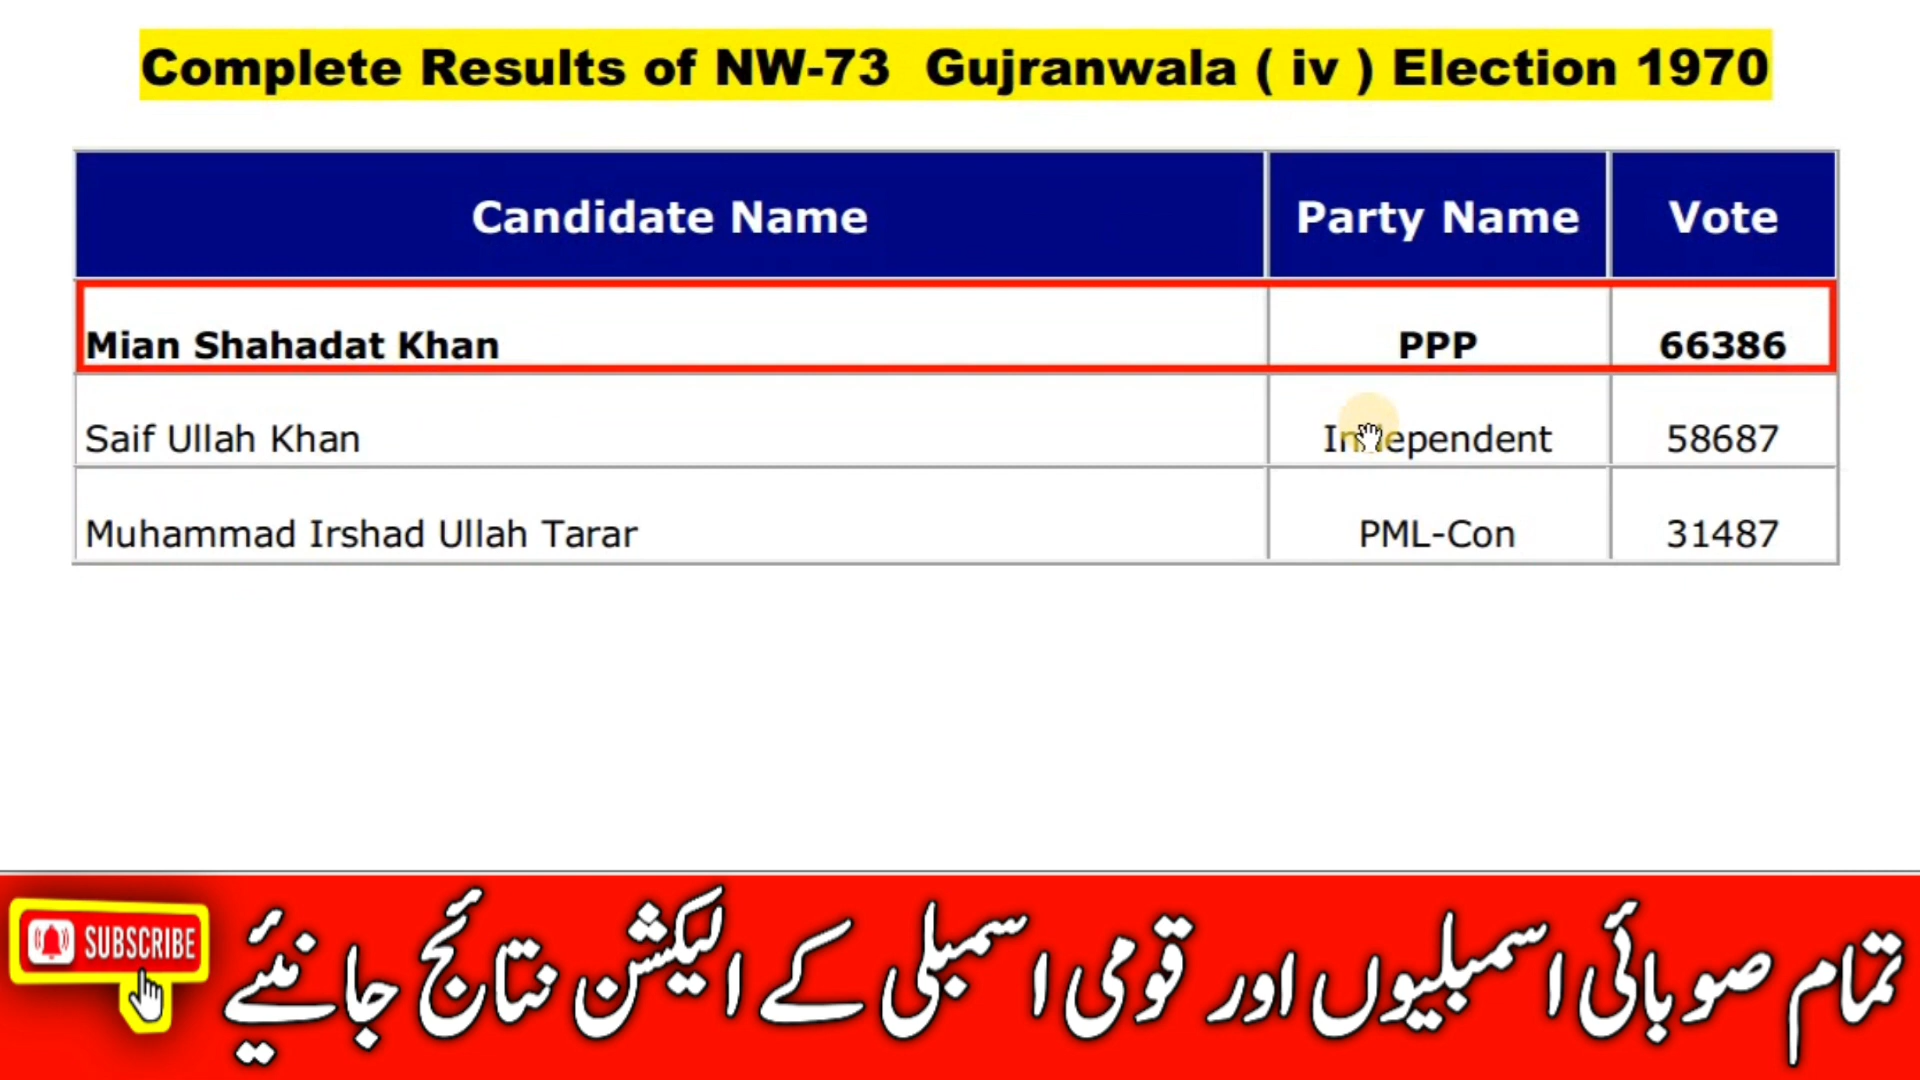 Complete Results of NW-73 Gujranwala ( iv ) Election 1970
Candidate Name Party Name Vote
Mian Shahadat Khan PPP 66386
Saif Ullah Khan Independent 58687
Muhammad Irshad Ullah Tarar PML-Con 31487
SUBSCRIBE
تمام صوبائی اسمبلیوں اور قومی اسمبلی کے الیکشن نتائج جانئیے